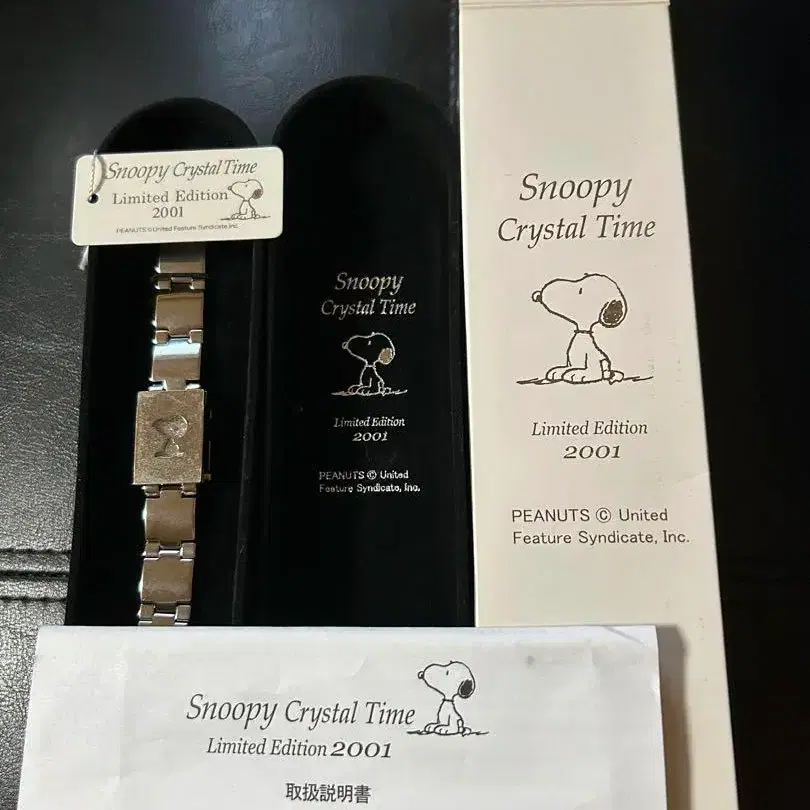 Snoopy Crystal Time
Limited Edition
2001
PEANUTS © United Feature Syndicate, Inc.
Snoopy
Crystal Time
Limited Edition
2001
PEANUTS © United
Feature Syndicate, Inc.
Snoopy
Crystal Time
Limited Edition
2001
PEANUTS © United
Feature Syndicate, Inc.
Snoopy Crystal Time
Limited Edition 2001
取扱説明書